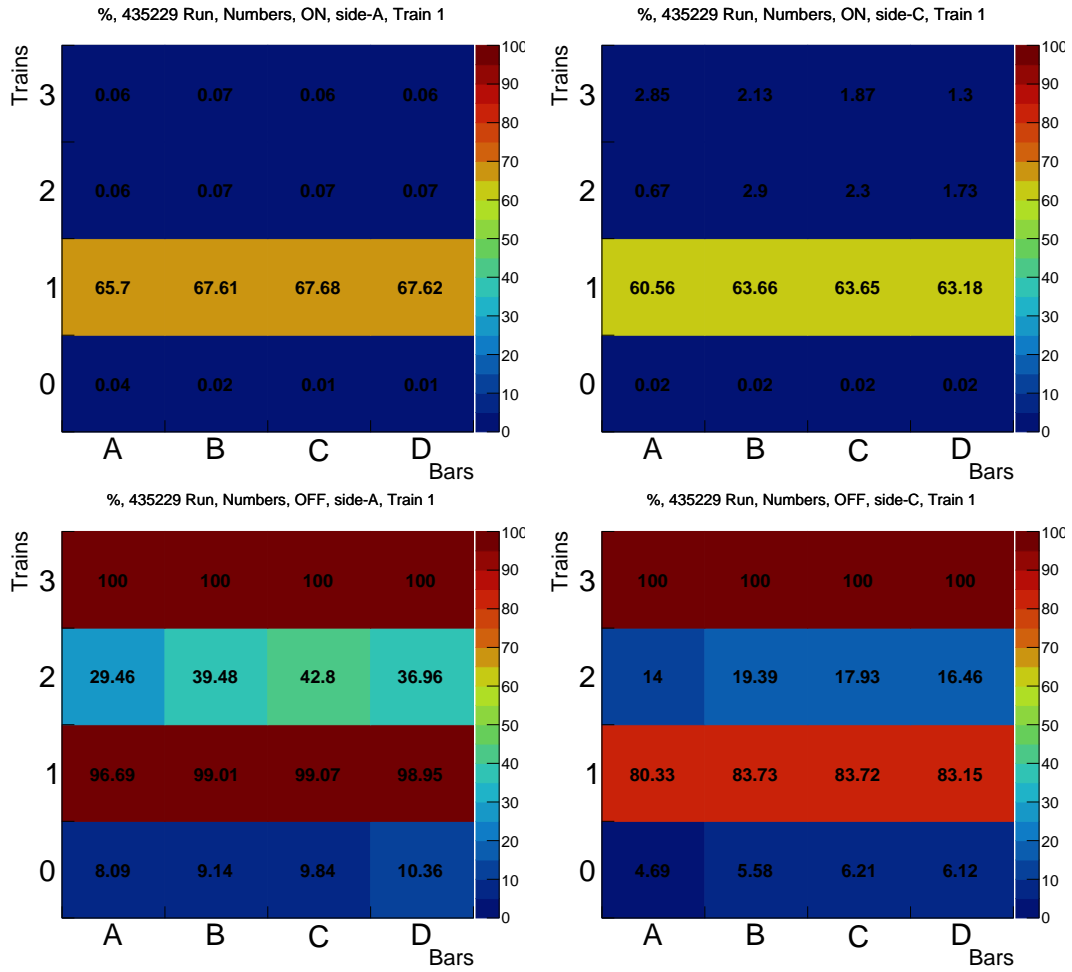 %, 435229 Run, Numbers, ON, side-A, Train 1
Trains
3 0.06 0.07 0.06 0.06
2 0.06 0.07 0.07 0.07
1 65.7 67.61 67.68 67.62
0 0.04 0.02 0.01 0.01
A B C D
Bars
100
90
80
70
60
50
40
30
20
10
0
%, 435229 Run, Numbers, ON, side-C, Train 1
Trains
3 2.85 2.13 1.87 1.3
2 0.67 2.9 2.3 1.73
1 60.56 63.66 63.65 63.18
0 0.02 0.02 0.02 0.02
A B C D
Bars
100
90
80
70
60
50
40
30
20
10
0
%, 435229 Run, Numbers, OFF, side-A, Train 1
Trains
3 100 100 100 100
2 29.46 39.48 42.8 36.96
1 96.69 99.01 99.07 98.95
0 8.09 9.14 9.84 10.36
A B C D
Bars
100
90
80
70
60
50
40
30
20
10
0
%, 435229 Run, Numbers, OFF, side-C, Train 1
Trains
3 100 100 100 100
2 14 19.39 17.93 16.46
1 80.33 83.73 83.72 83.15
0 4.69 5.58 6.21 6.12
A B C D
Bars
100
90
80
70
60
50
40
30
20
10
0